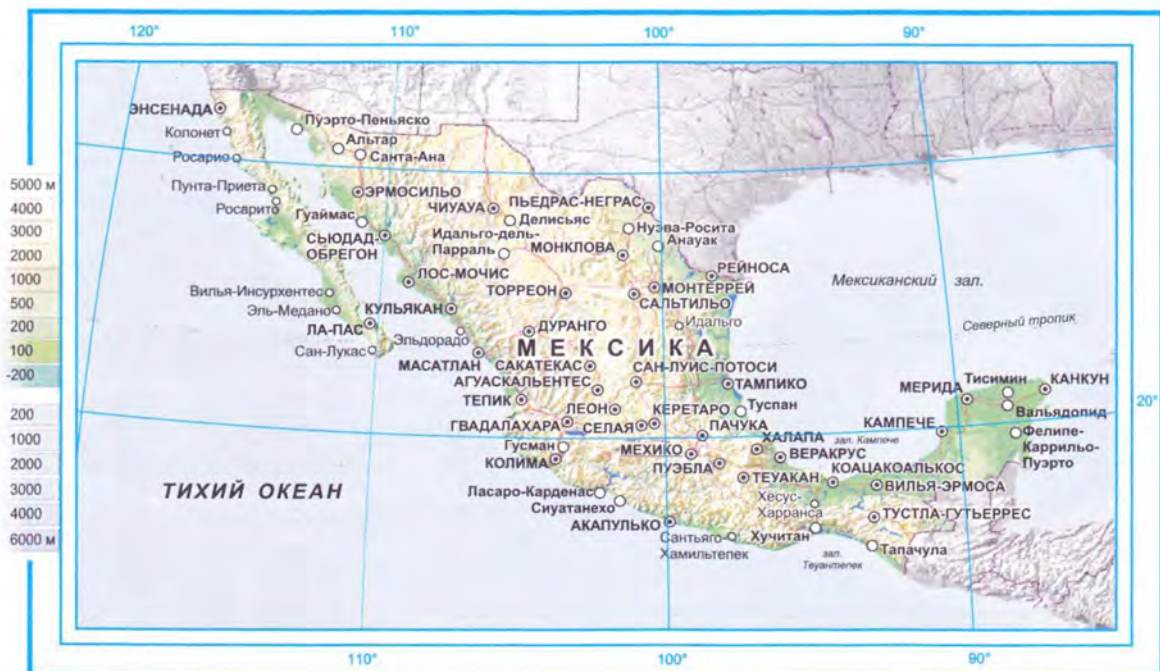 120°
110°
100°
90°
ЭНСЕНАДА
Колонет
Росарио
Пунта-Приета
Росарито
Пуэрто-Пеньяско
Альтар
Санта-Ана
ЭРМОСИЛЬО
ЧИУАУА
ПЬЕДРАС-НЕГРАС
Гуаймас
Делисьяс
Нуэва-Росита
Анауак
СЬЮДАД-
ОБРЕГОН
Идальго-дель-
Парраль
МОНКЛОВА
РЕЙНОСА
ЛОС-МОЧИС
ТОРРЕОН
МОНТЕРРЕЙ
САЛЬТИЛЬО
Мексиканский зал.
Вилья-Инсурхентес
Эль-Медано
КУЛЬЯКАН
ЛА-ПАС
Сан-Лукас
Эльдорадо
ДУРАНГО
Идальго
Северный тропик
МЕКСИКА
МАСАТЛАН
САКАТЕКАС
САН-ЛУИС-ПОТОСИ
АГУАСКАЛЬЕНТЕС
ТАМПИКО
ТЕПИК
ЛЕОН
КЕРЕТАРО
Туспан
МЕРИДА
Тисимин
КАНКУН
Вальядопид
20°
ГВАДАЛАХАРА
СЕЛАЯ
ПАЧУКА
КАМПЕЧЕ
Фелипе-
Каррильо-
Пуэрто
Гусман
МЕХИКО
ХАЛАПА
зал. Кампече
ВЕРАКРУС
КОЛИМА
ПУЭБЛА
ТЕУАКАН
КОАЦАКОАЛЬКОС
ВИЛЬЯ-ЭРМОСА
ТИХИЙ ОКЕАН
Ласаро-Карденас
Сиуатанехо
Хесус-
Харранса
АКАПУЛЬКО
ТУСТЛА-ГУТЬЕРРЕС
Сантьяго-
Хамильтепек
Хучитан
зал.
Теуантепек
Тапачула
5000 м
4000
3000
2000
1000
500
200
100
-200
200
1000
2000
3000
4000
6000 м
110°
100°
90°